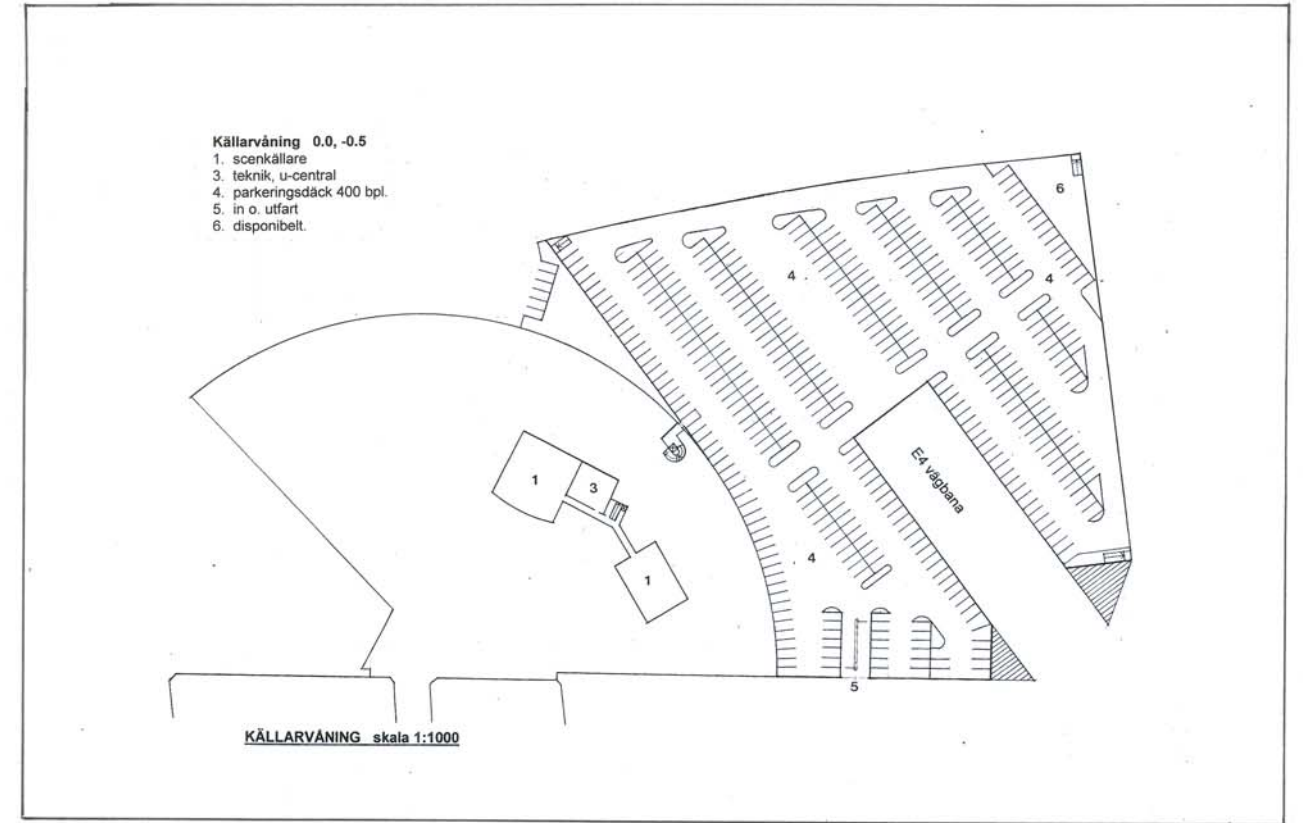 Källarvåning 0.0, -0.5
1. scenkällare
3. teknik, u-central
4. parkeringsdäck 400 bpl.
5. in o. utfart
6. disponibelt.
6
4
4
1
3
E4 vägbana
4
1
5
KÄLLARVÅNING skala 1:1000